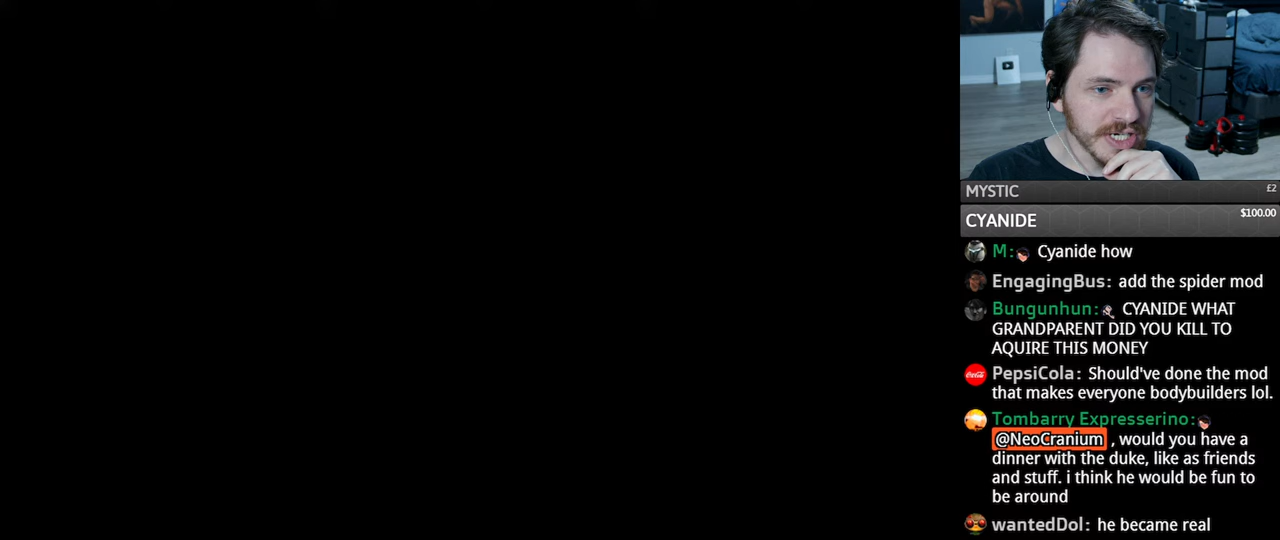 MYSTIC £2
CYANIDE $100.00
M: Cyanide how
EngagingBus: add the spider mod
Bungunhun: CYANIDE WHAT
GRANDPARENT DID YOU KILL TO
AQUIRE THIS MONEY
PepsiCola: Should've done the mod
that makes everyone bodybuilders lol.
Tombarry Expresserino:
@NeoCranium , would you have a
dinner with the duke, like as friends
and stuff. i think he would be fun to
be around
wantedDol: he became real